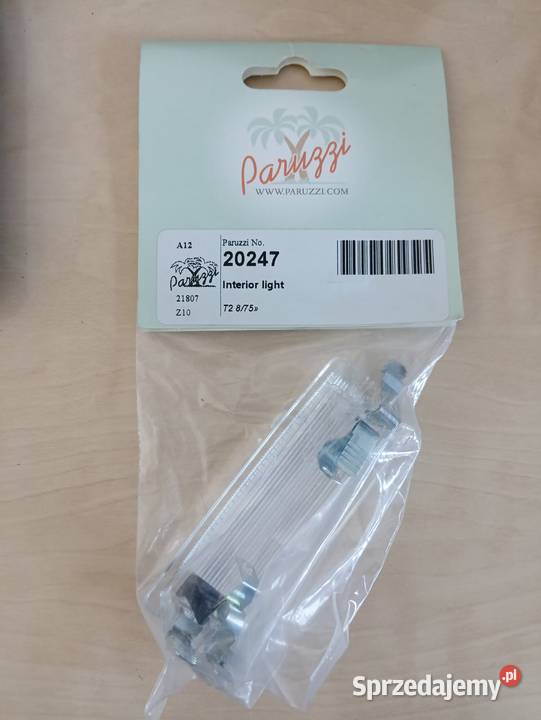 Paruzzi
WWW.PARUZZI.COM
A12
Paruzzi
21807
Z10
Paruzzi No.
20247
Interior light
T2 8/75»
Sprzedajemy.pl